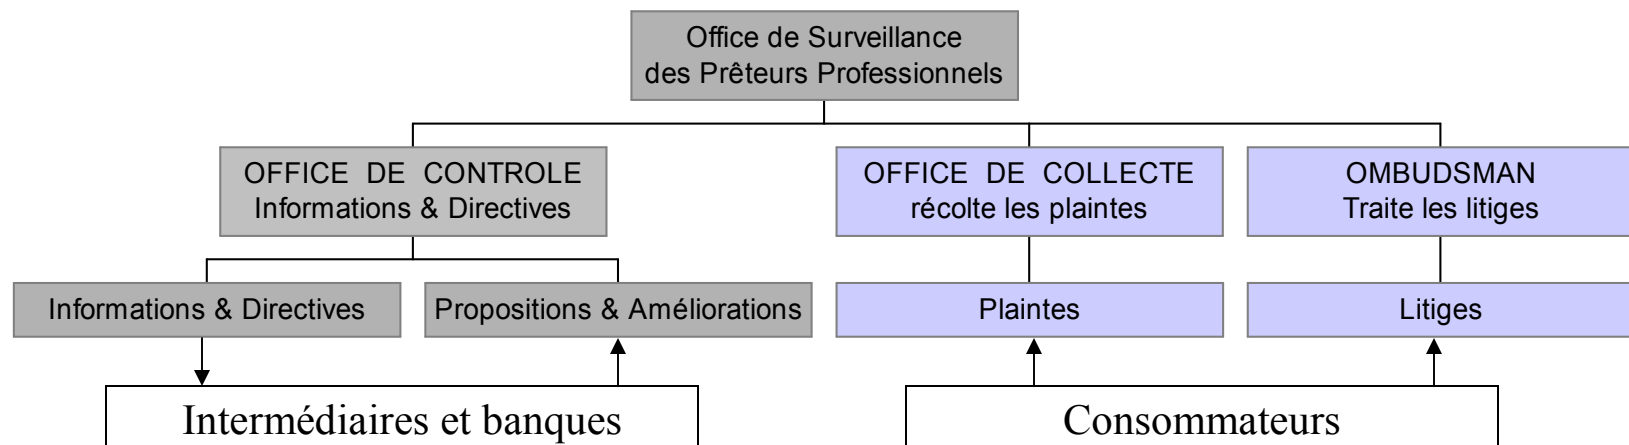 Office de Surveillance
des Prêteurs Professionnels
OFFICE DE CONTROLE
Informations & Directives
OFFICE DE COLLECTE
récolte les plaintes
OMBUDSMAN
Traite les litiges
Informations & Directives
Propositions & Améliorations
Plaintes
Litiges
Intermédiaires et banques
Consommateurs